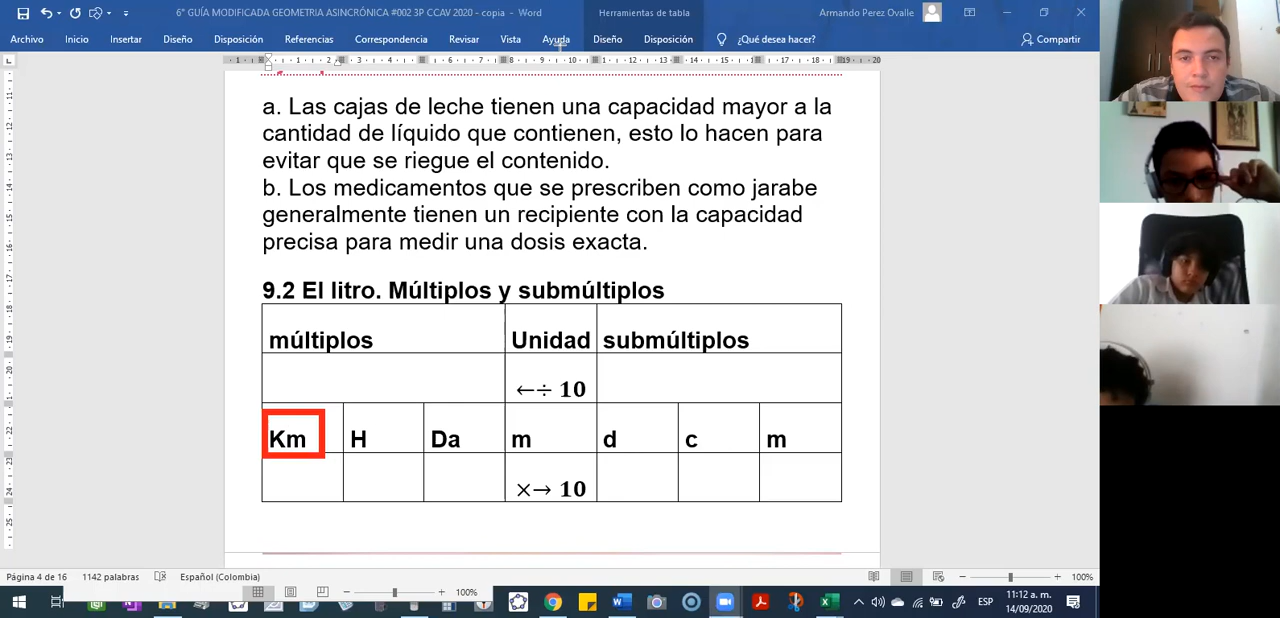 6° GUÍA MODIFICADA GEOMETRIA ASINCRÓNICA #002 3P CCAV 2020 - copia - Word
Herramientas de tabla
Armando Perez Ovalle
Archivo Inicio Insertar Diseño Disposición Referencias Correspondencia Revisar Vista Ayuda Diseño Disposición ¿Qué desea hacer? Compartir
a. Las cajas de leche tienen una capacidad mayor a la
cantidad de líquido que contienen, esto lo hacen para
evitar que se riegue el contenido.
b. Los medicamentos que se prescriben como jarabe
generalmente tienen un recipiente con la capacidad
precisa para medir una dosis exacta.
9.2 El litro. Múltiplos y submúltiplos
múltiplos Unidad submúltiplos
←÷ 10
Km H Da m d c m
×→ 10
Página 4 de 16 1142 palabras Español (Colombia) 100%
100%
ESP
11:12 a. m.
14/09/2020